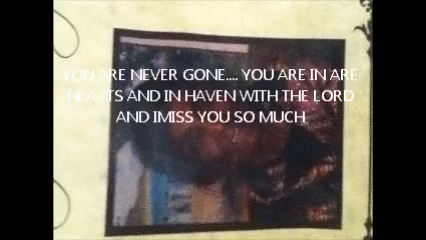 YOU ARE NEVER GONE.... YOU ARE IN ARE
HEARTS AND IN HAVEN WITH THE LORD
AND IMISS YOU SO MUCH